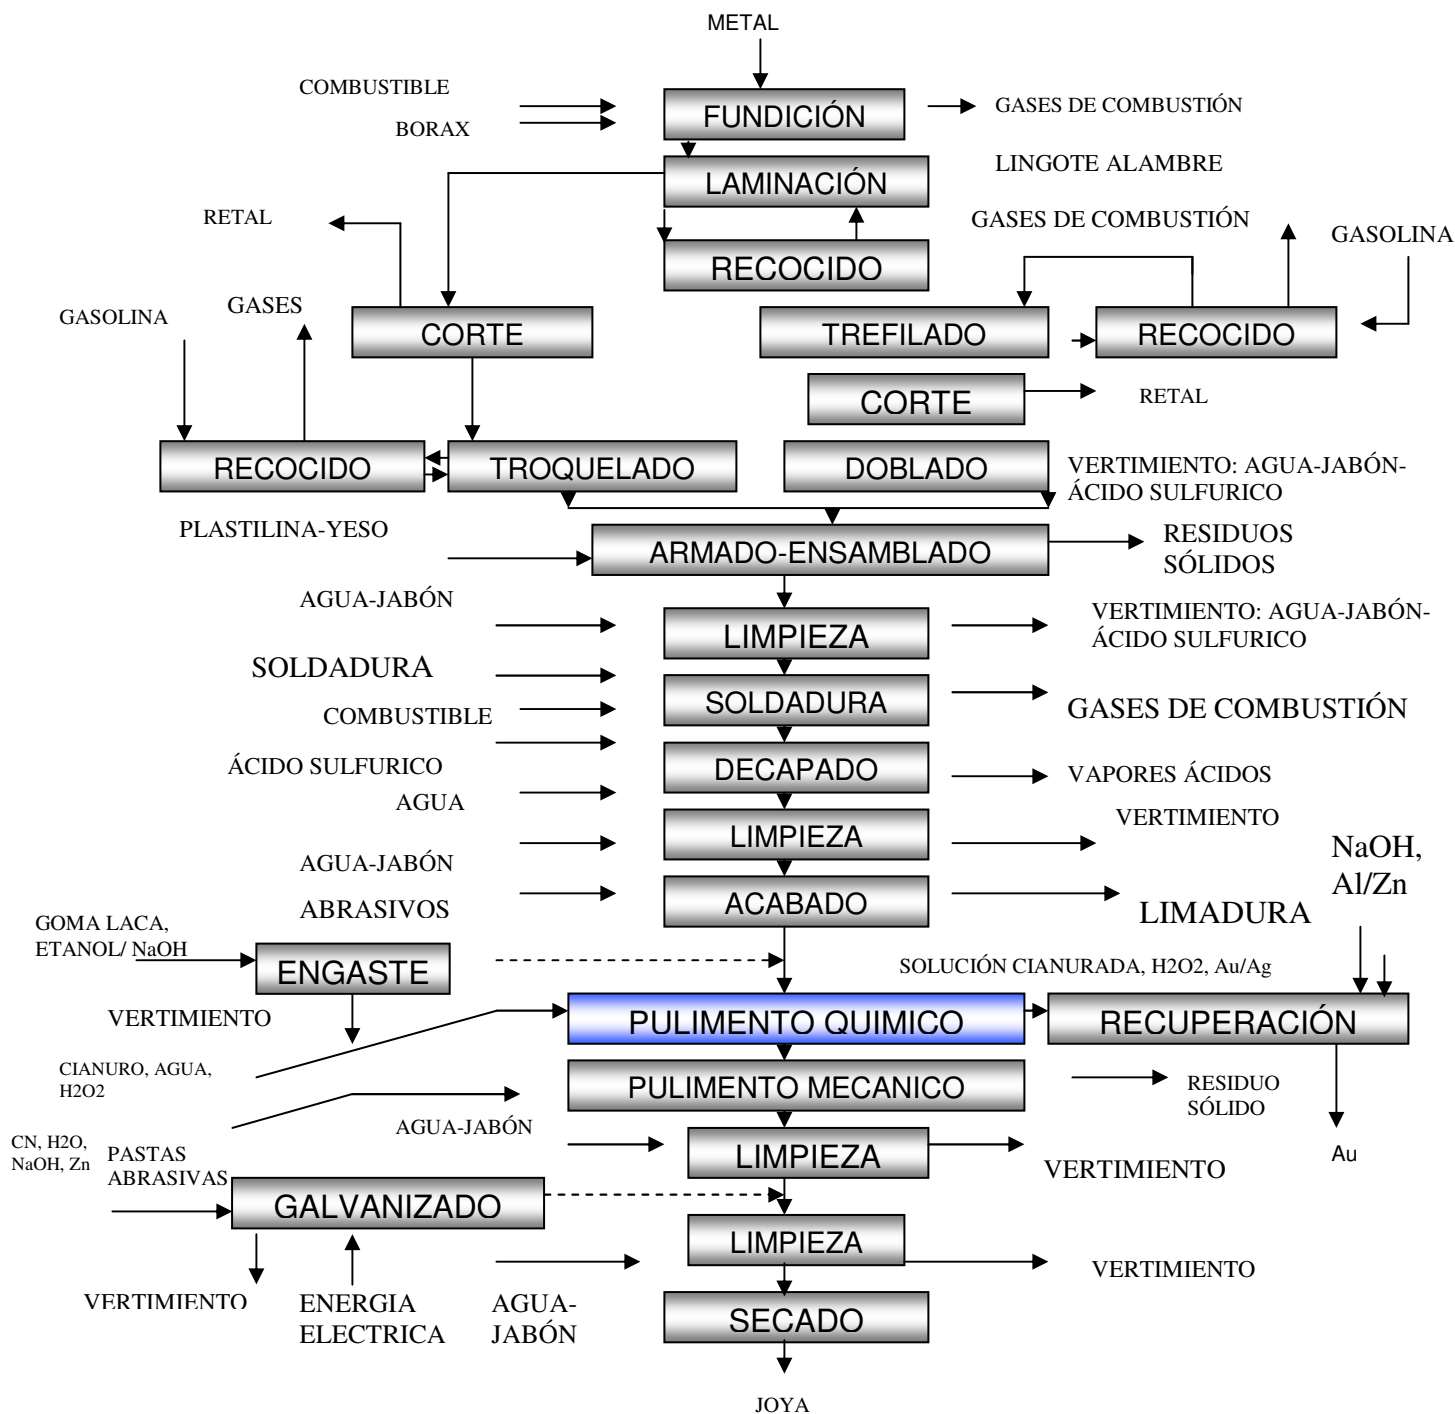 METAL
COMBUSTIBLE
FUNDICIÓN
GASES DE COMBUSTIÓN
BORAX
LAMINACIÓN
LINGOTE ALAMBRE
RETAL
GASES DE COMBUSTIÓN
GASOLINA
RECOCIDO
GASOLINA
GASES
CORTE
TREFILADO
RECOCIDO
CORTE
RETAL
RECOCIDO
TROQUELADO
DOBLADO
VERTIMIENTO: AGUA-JABÓN-
ÁCIDO SULFURICO
PLASTILINA-YESO
ARMADO-ENSAMBLADO
RESIDUOS
SÓLIDOS
AGUA-JABÓN
LIMPIEZA
VERTIMIENTO: AGUA-JABÓN-
ÁCIDO SULFURICO
SOLDADURA
SOLDADURA
COMBUSTIBLE
GASES DE COMBUSTIÓN
ÁCIDO SULFURICO
DECAPADO
VAPORES ÁCIDOS
AGUA
LIMPIEZA
VERTIMIENTO
AGUA-JABÓN
NaOH,
Al/Zn
ABRASIVOS
ACABADO
LIMADURA
GOMA LACA,
ETANOL/ NaOH
ENGASTE
SOLUCIÓN CIANURADA, H2O2, Au/Ag
VERTIMIENTO
PULIMENTO QUIMICO
RECUPERACIÓN
CIANURO, AGUA,
H2O2
PULIMENTO MECANICO
RESIDUO
SÓLIDO
AGUA-JABÓN
CN, H2O,
NaOH, Zn
PASTAS
ABRASIVAS
LIMPIEZA
VERTIMIENTO
Au
GALVANIZADO
LIMPIEZA
VERTIMIENTO
VERTIMIENTO
ENERGIA
ELECTRICA
AGUA-
JABÓN
SECADO
JOYA